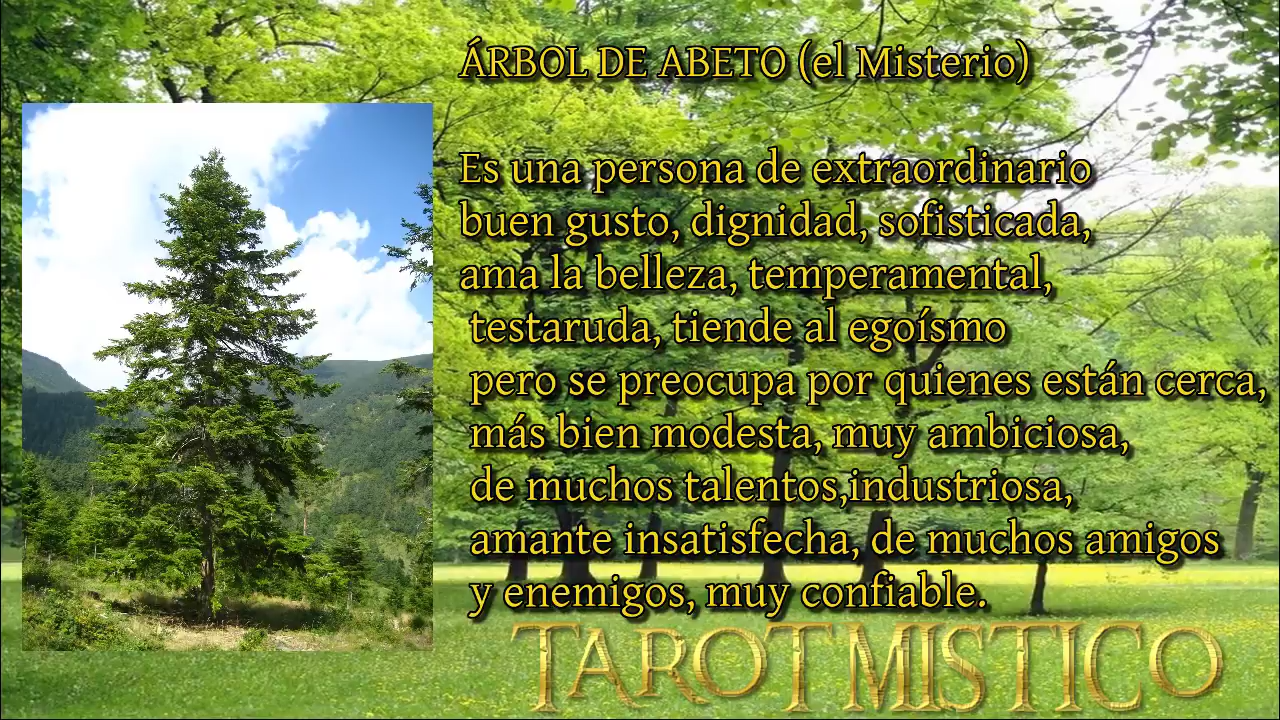 ÁRBOL DE ABETO (el Misterio)
Es una persona de extraordinario
buen gusto, dignidad, sofisticada,
ama la belleza, temperamental,
testaruda, tiende al egoísmo
pero se preocupa por quienes están cerca,
más bien modesta, muy ambiciosa,
de muchos talentos,industriosa,
amante insatisfecha, de muchos amigos
y enemigos, muy confiable.
TAROT MISTICO